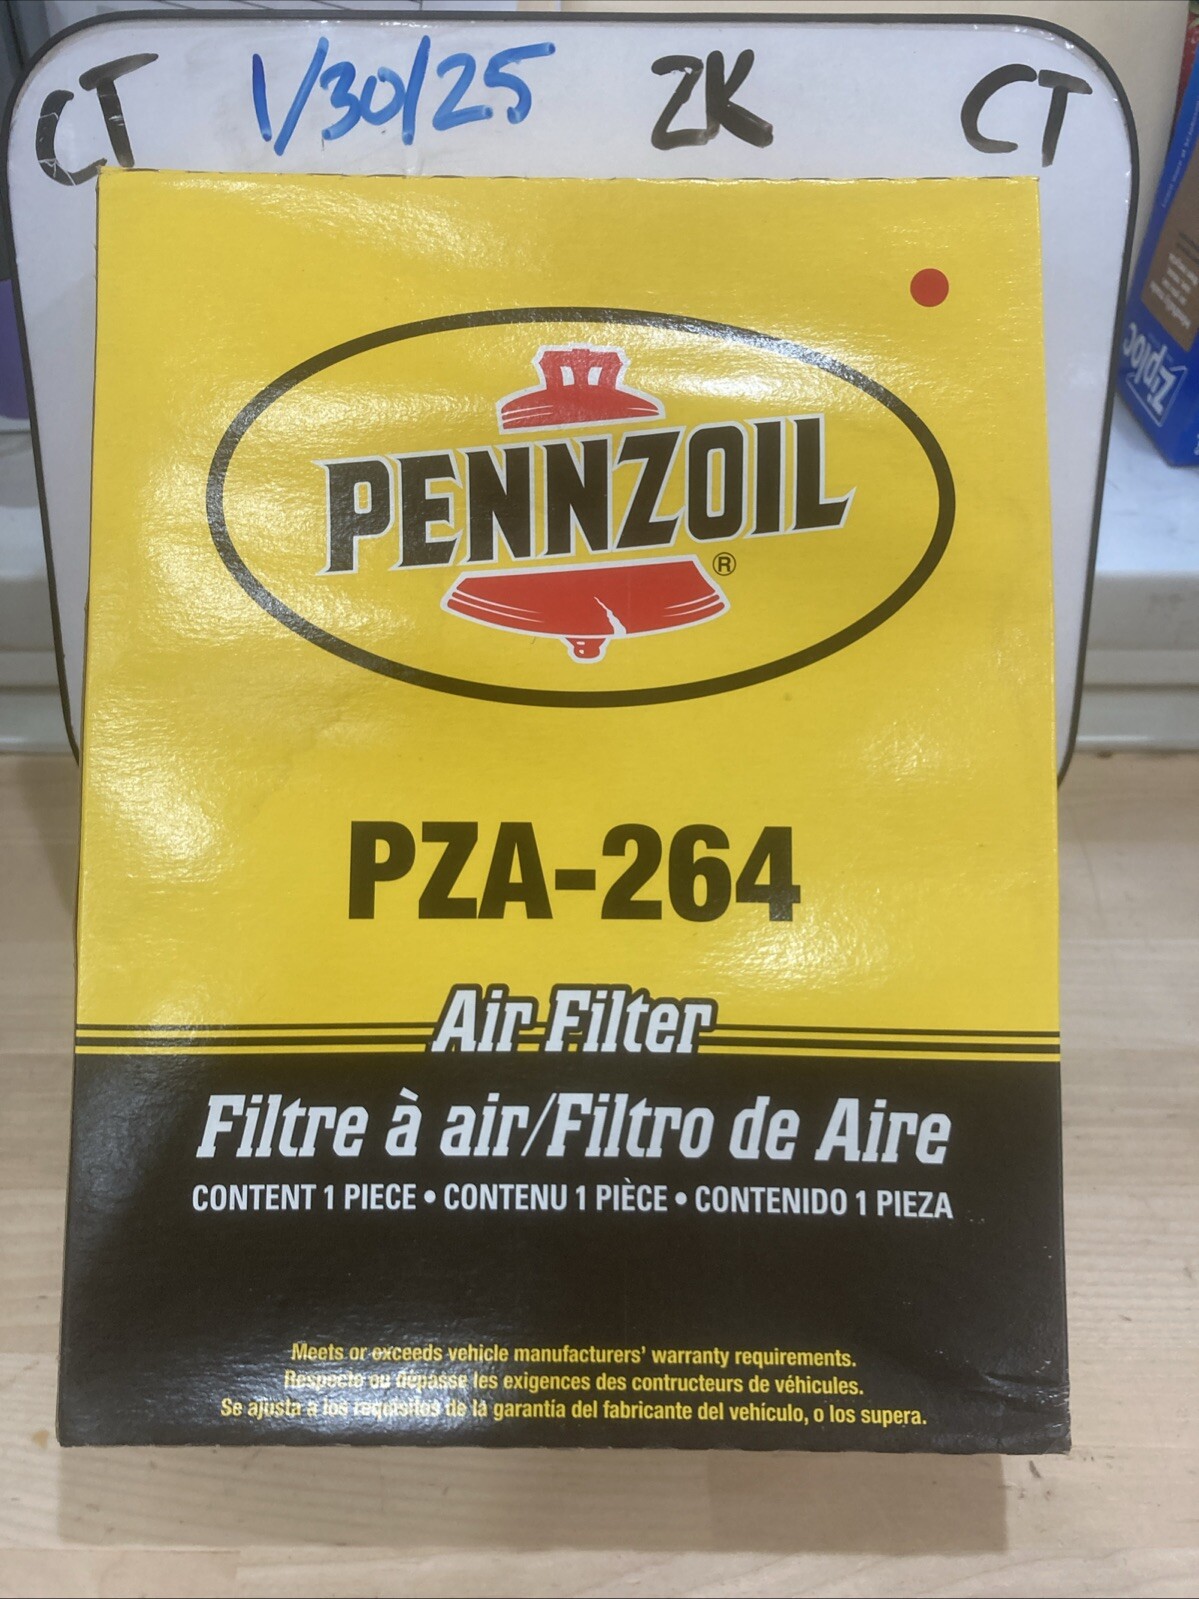 CT 1/30/25 ZK CT
PENNZOIL
®
PZA-264
Air Filter
Filtre à air/Filtro de Aire
CONTENT 1 PIECE • CONTENU 1 PIÈCE • CONTENIDO 1 PIEZA
Meets or exceeds vehicle manufacturers' warranty requirements.
Respecte ou dépasse les exigences des contructeurs de véhicules.
Se ajusta a los requisitos de la garantía del fabricante del vehículo, o los supera.
Ziploc